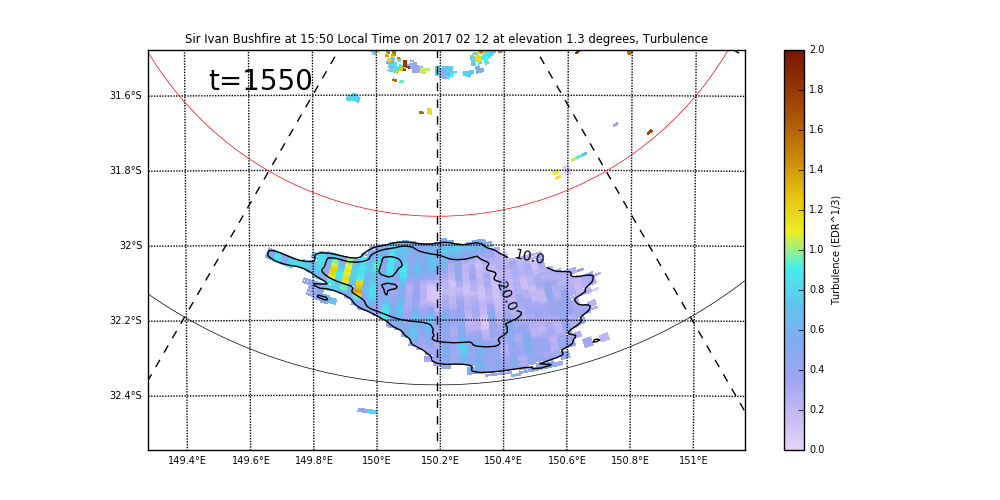 Sir Ivan Bushfire at 15:50 Local Time on 2017 02 12 at elevation 1.3 degrees, Turbulence
t=1550
31.6°S
31.8°S
32°S
32.2°S
32.4°S
149.4°E 149.6°E 149.8°E 150°E 150.2°E 150.4°E 150.6°E 150.8°E 151°E
10.0
20.0
2.0
1.8
1.6
1.4
1.2
1.0
0.8
0.6
0.4
0.2
0.0
Turbulence (EDR^1/3)